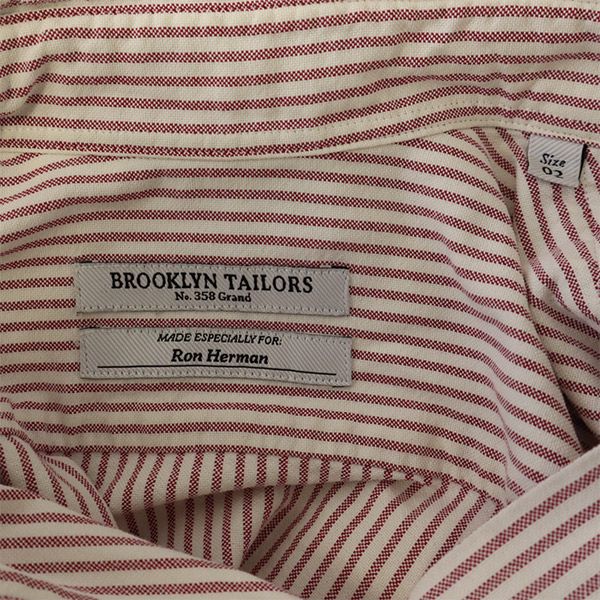 Size
02
BROOKLYN TAILORS
No. 358 Grand
MADE ESPECIALLY FOR:
Ron Herman